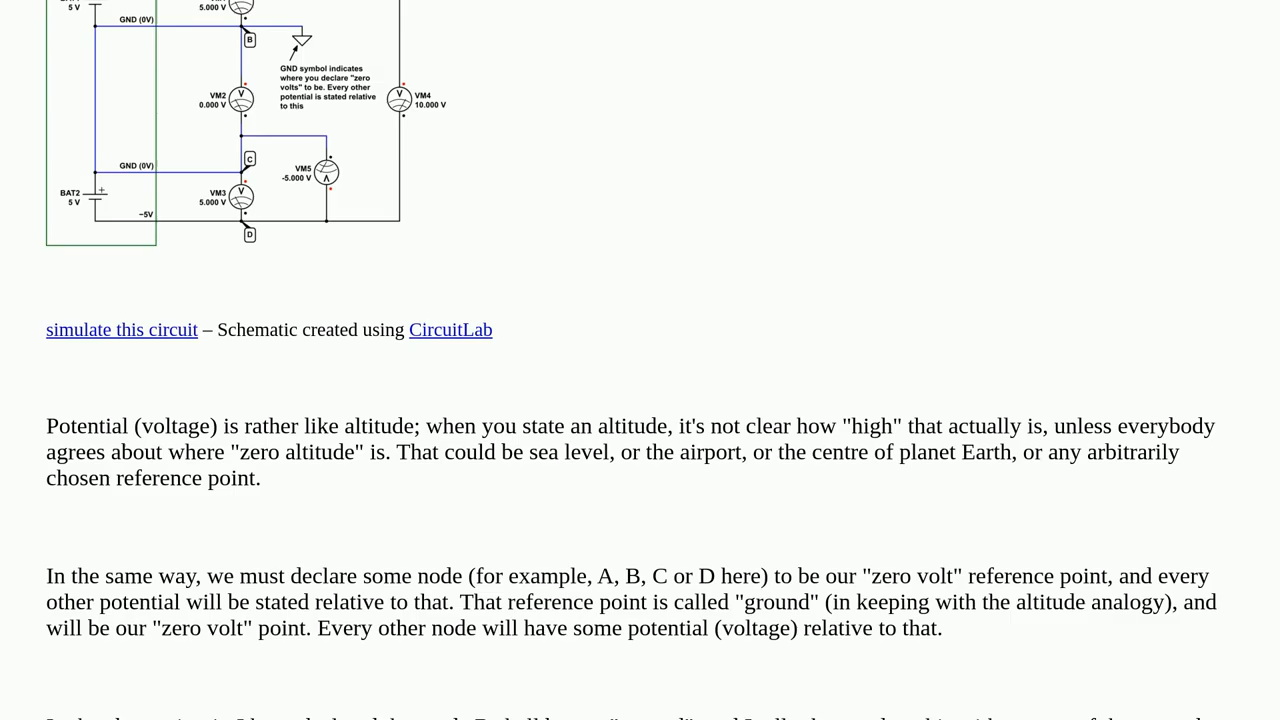 5 V
5.000 V
GND (0V)
B
GND symbol indicates
where you declare "zero
volts" to be. Every other
potential is stated relative
to this
VM2
0.000 V
V
V
VM4
10.000 V
C
GND (0V)
VM5
-5.000 V
V
BAT2
5 V
+
VM3
5.000 V
V
−5V
D
simulate this circuit – Schematic created using CircuitLab
Potential (voltage) is rather like altitude; when you state an altitude, it's not clear how "high" that actually is, unless everybody
agrees about where "zero altitude" is. That could be sea level, or the airport, or the centre of planet Earth, or any arbitrarily
chosen reference point.
In the same way, we must declare some node (for example, A, B, C or D here) to be our "zero volt" reference point, and every
other potential will be stated relative to that. That reference point is called "ground" (in keeping with the altitude analogy), and
will be our "zero volt" point. Every other node will have some potential (voltage) relative to that.